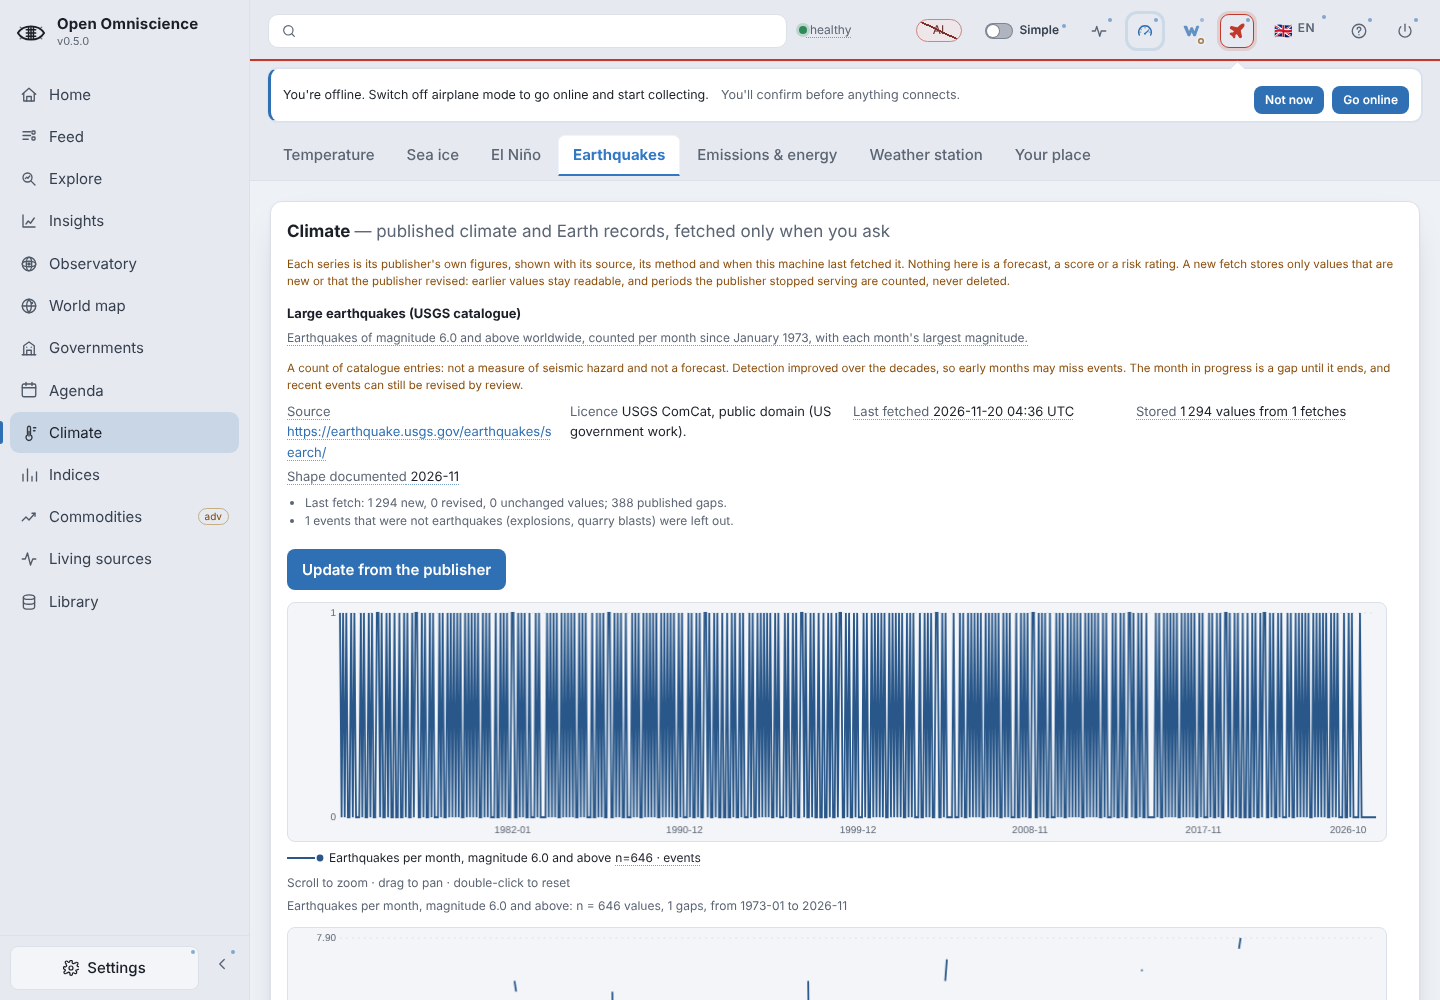 Open Omniscience
v0.5.0
healthy
AI
Simple
W
EN
Home
Feed
Explore
Insights
Observatory
World map
Governments
Agenda
Climate
Indices
Commodities
adv
Living sources
Library
Settings
You're offline. Switch off airplane mode to go online and start collecting. You'll confirm before anything connects.
Not now
Go online
Temperature
Sea ice
El Niño
Earthquakes
Emissions & energy
Weather station
Your place
Climate — published climate and Earth records, fetched only when you ask
Each series is its publisher's own figures, shown with its source, its method and when this machine last fetched it. Nothing here is a forecast, a score or a risk rating. A new fetch stores only values that are
new or that the publisher revised: earlier values stay readable, and periods the publisher stopped serving are counted, never deleted.
Large earthquakes (USGS catalogue)
Earthquakes of magnitude 6.0 and above worldwide, counted per month since January 1973, with each month's largest magnitude.
A count of catalogue entries: not a measure of seismic hazard and not a forecast. Detection improved over the decades, so early months may miss events. The month in progress is a gap until it ends, and
recent events can still be revised by review.
Source
https://earthquake.usgs.gov/earthquakes/s
earch/
Licence USGS ComCat, public domain (US
government work).
Last fetched 2026-11-20 04:36 UTC
Stored 1 294 values from 1 fetches
Shape documented 2026-11
Last fetch: 1 294 new, 0 revised, 0 unchanged values; 388 published gaps.
1 events that were not earthquakes (explosions, quarry blasts) were left out.
Update from the publisher
1
0
1982-01
1990-12
1999-12
2008-11
2017-11
2026-10
Earthquakes per month, magnitude 6.0 and above n=646 · events
Scroll to zoom · drag to pan · double-click to reset
Earthquakes per month, magnitude 6.0 and above: n = 646 values, 1 gaps, from 1973-01 to 2026-11
7.90